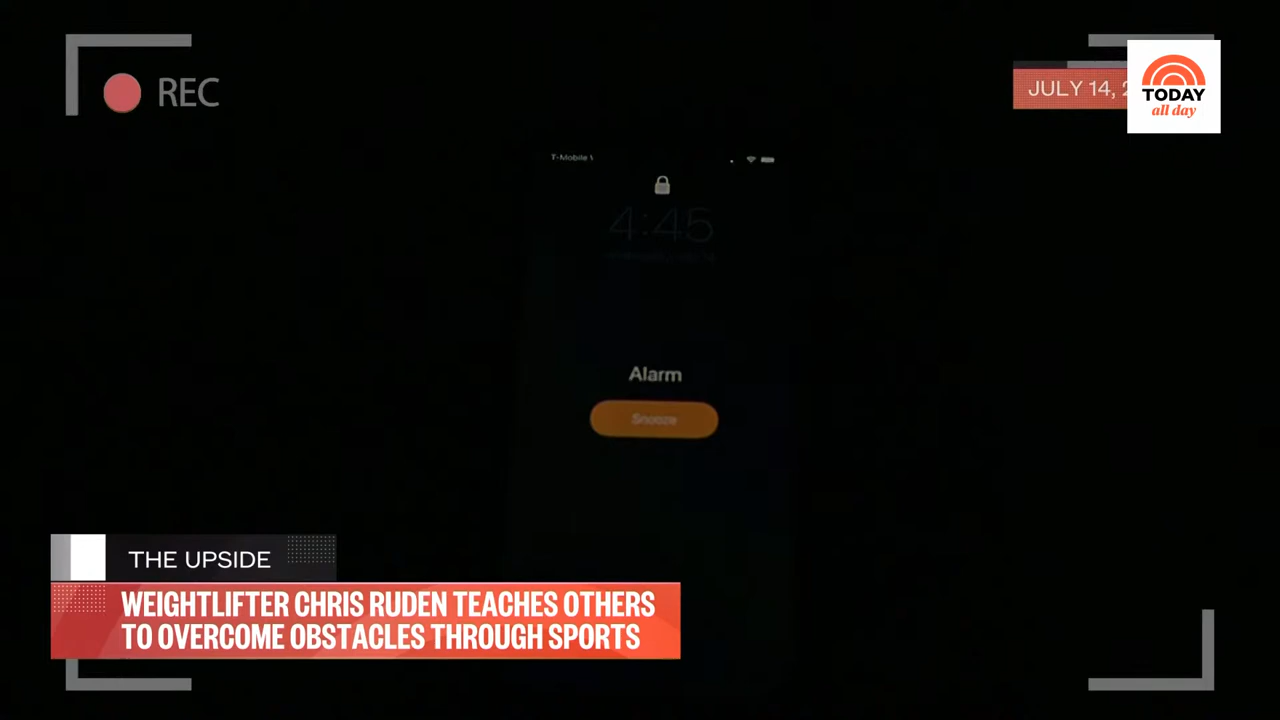 REC
JULY 14,
TODAY
all day
T-Mobile
4:45
Alarm
Snooze
THE UPSIDE
WEIGHTLIFTER CHRIS RUDEN TEACHES OTHERS
TO OVERCOME OBSTACLES THROUGH SPORTS